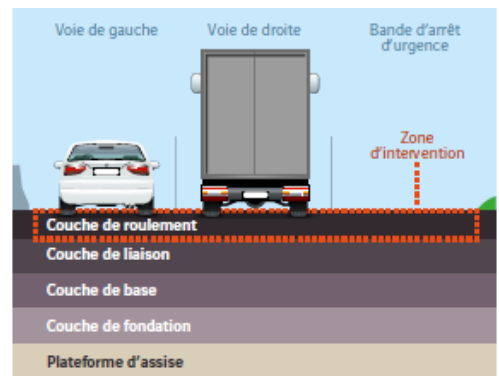 Voie de gauche
Voie de droite
Bande d'arrêt
d'urgence
Zone
d'intervention
Couche de roulement
Couche de liaison
Couche de base
Couche de fondation
Plateforme d'assise